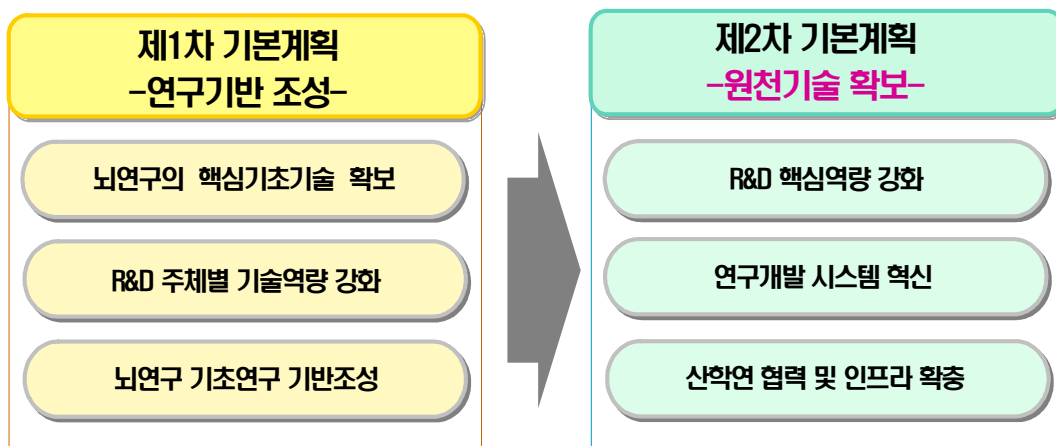 제1차 기본계획
-연구기반 조성-
뇌연구의 핵심기초기술 확보
R&D 주체별 기술역량 강화
뇌연구 기초연구 기반조성
제2차 기본계획
-원천기술 확보-
R&D 핵심역량 강화
연구개발 시스템 혁신
산학연 협력 및 인프라 확충